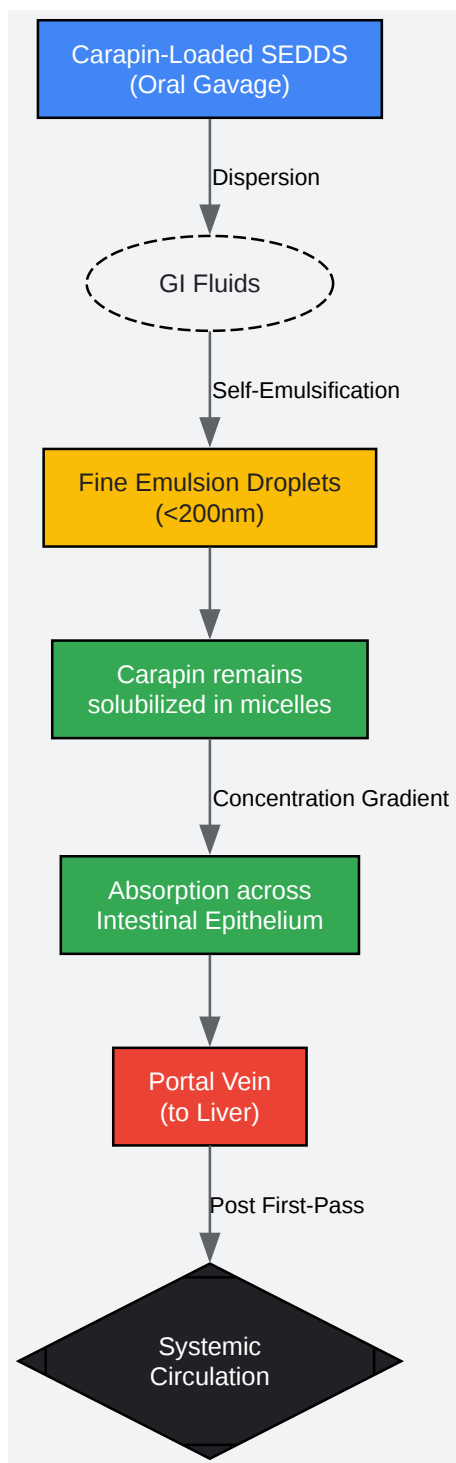 Carapin-Loaded SEDDS
(Oral Gavage)
Dispersion
GI Fluids
Self-Emulsification
Fine Emulsion Droplets
(<200nm)
Carapin remains
solubilized in micelles
Concentration Gradient
Absorption across
Intestinal Epithelium
Portal Vein
(to Liver)
Post First-Pass
Systemic
Circulation